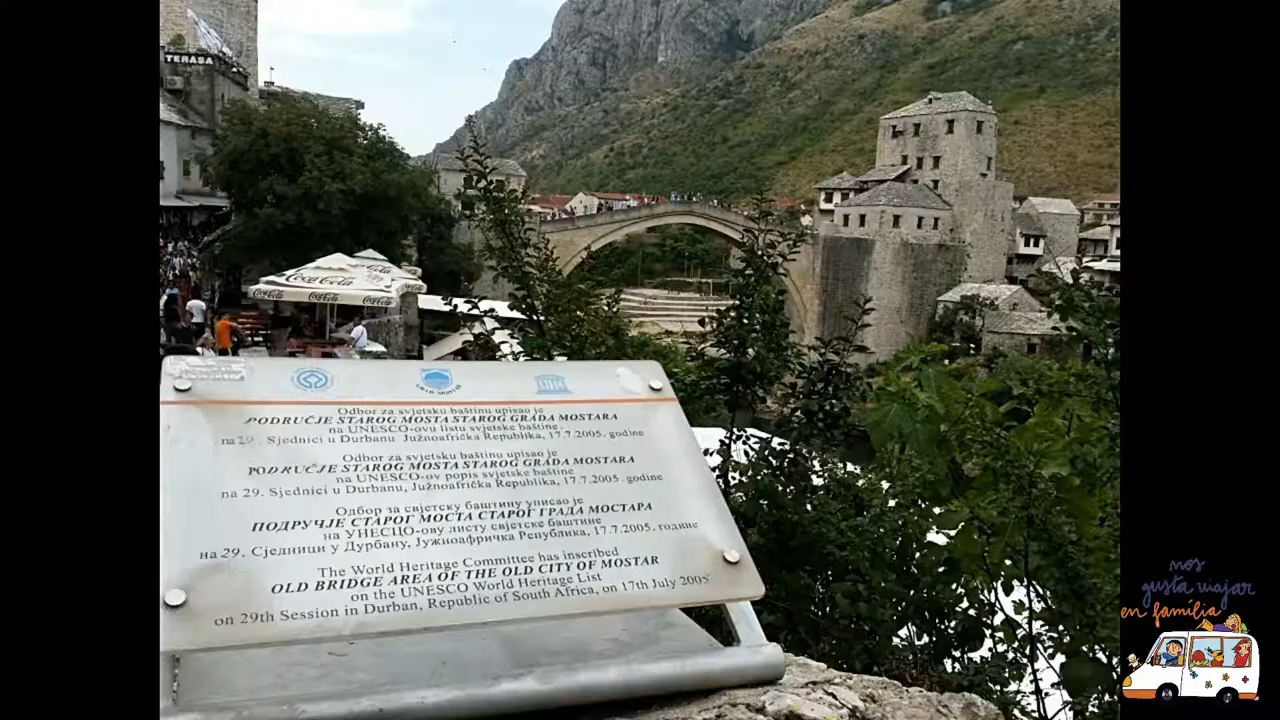 TERASA
Coca-Cola
Coca-Cola Coca-Cola Coca-Cola
GRAD MOSTAR
Odbor za svjetsku baštinu upisao je
PODRUČJE STAROG MOSTA STAROG GRADA MOSTARA
na UNESCO-ovu listu svjetske baštine.
na 29. Sjednici u Durbanu Južnoafrička Republika, 17.7.2005. godine
Odbor za svjetsku baštinu upisao je
PODRUČJE STAROG MOSTA STAROG GRADA MOSTARA
na UNESCO-ov popis svjetske baštine
na 29. Sjednici u Durbanu, Južnoafrička Republika, 17.7.2005. godine
Одбор за свјетску баштину уписао је
ПОДРУЧЈЕ СТАРОГ МОСТА СТАРОГ ГРАДА МОСТАРА
на УНЕСЦО-ову листу свјетске баштине
на 29. Сједници у Дурбану, Јужноафричка Република, 17.7.2005. године
The World Heritage Committee has inscribed
OLD BRIDGE AREA OF THE OLD CITY OF MOSTAR
on the UNESCO World Heritage List
on 29th Session in Durban, Republic of South Africa, on 17th July 2005
nos
gusta viajar
en familia